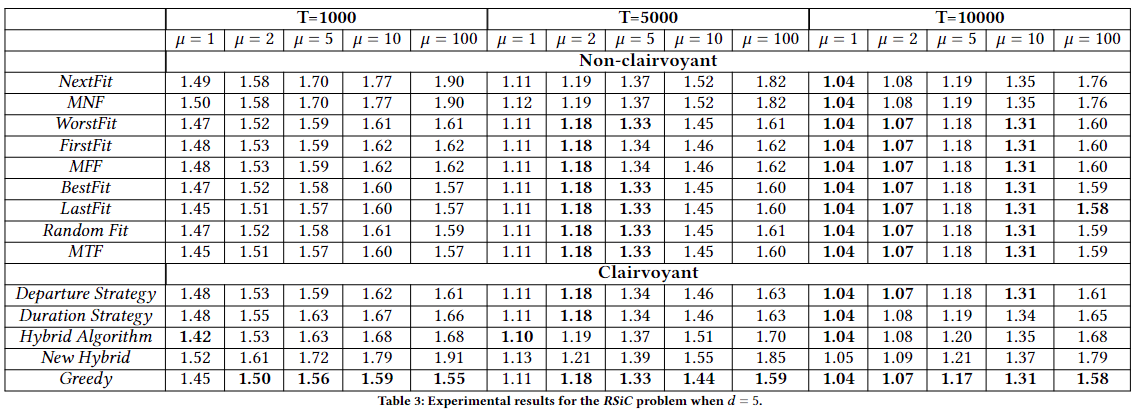 T=1000 T=5000 T=10000
μ = 1 μ = 2 μ = 5 μ = 10 μ = 100 μ = 1 μ = 2 μ = 5 μ = 10 μ = 100 μ = 1 μ = 2 μ = 5 μ = 10 μ = 100
Non-clairvoyant
NextFit 1.49 1.58 1.70 1.77 1.90 1.11 1.19 1.37 1.52 1.82 1.04 1.08 1.19 1.35 1.76
MNF 1.50 1.58 1.70 1.77 1.90 1.12 1.19 1.37 1.52 1.82 1.04 1.08 1.19 1.35 1.76
WorstFit 1.47 1.52 1.59 1.61 1.61 1.11 1.18 1.33 1.45 1.61 1.04 1.07 1.18 1.31 1.60
FirstFit 1.48 1.53 1.59 1.62 1.62 1.11 1.18 1.34 1.46 1.62 1.04 1.07 1.18 1.31 1.60
MFF 1.48 1.53 1.59 1.62 1.62 1.11 1.18 1.34 1.46 1.62 1.04 1.07 1.18 1.31 1.60
BestFit 1.47 1.52 1.58 1.60 1.57 1.11 1.18 1.33 1.45 1.60 1.04 1.07 1.18 1.31 1.59
LastFit 1.45 1.51 1.57 1.60 1.57 1.11 1.18 1.33 1.45 1.60 1.04 1.07 1.18 1.31 1.58
Random Fit 1.47 1.52 1.58 1.61 1.59 1.11 1.18 1.33 1.45 1.61 1.04 1.07 1.18 1.31 1.59
MTF 1.45 1.51 1.57 1.60 1.57 1.11 1.18 1.33 1.45 1.60 1.04 1.07 1.18 1.31 1.59
Clairvoyant
Departure Strategy 1.48 1.53 1.59 1.62 1.61 1.11 1.18 1.34 1.46 1.63 1.04 1.07 1.18 1.31 1.61
Duration Strategy 1.48 1.55 1.63 1.67 1.66 1.11 1.18 1.34 1.46 1.63 1.04 1.08 1.19 1.34 1.65
Hybrid Algorithm 1.42 1.53 1.63 1.68 1.68 1.10 1.19 1.37 1.51 1.70 1.04 1.08 1.20 1.35 1.68
New Hybrid 1.52 1.61 1.72 1.79 1.91 1.13 1.21 1.39 1.55 1.85 1.05 1.09 1.21 1.37 1.79
Greedy 1.45 1.50 1.56 1.59 1.55 1.11 1.18 1.33 1.44 1.59 1.04 1.07 1.17 1.31 1.58
Table 3: Experimental results for the RSiC problem when d = 5.